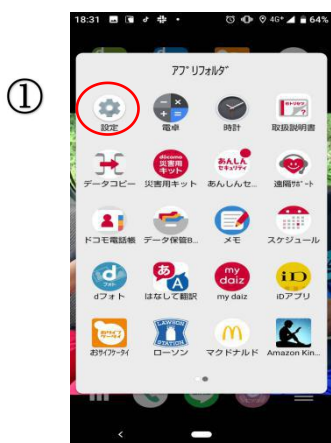 ①
18:31 4G+ 64%
ｱﾌﾟﾘﾌｫﾙﾀﾞ
設定 電卓 時計 取扱説明書
データコピー 災害用キット あんしんセ... 遠隔ｻﾎﾟｰﾄ
ドコモ電話帳 データ保管B... メモ スケジュール
dフォト はなして翻訳 my daiz iDアプリ
おサイフケータイ ローソン マクドナルド Amazon Kin...